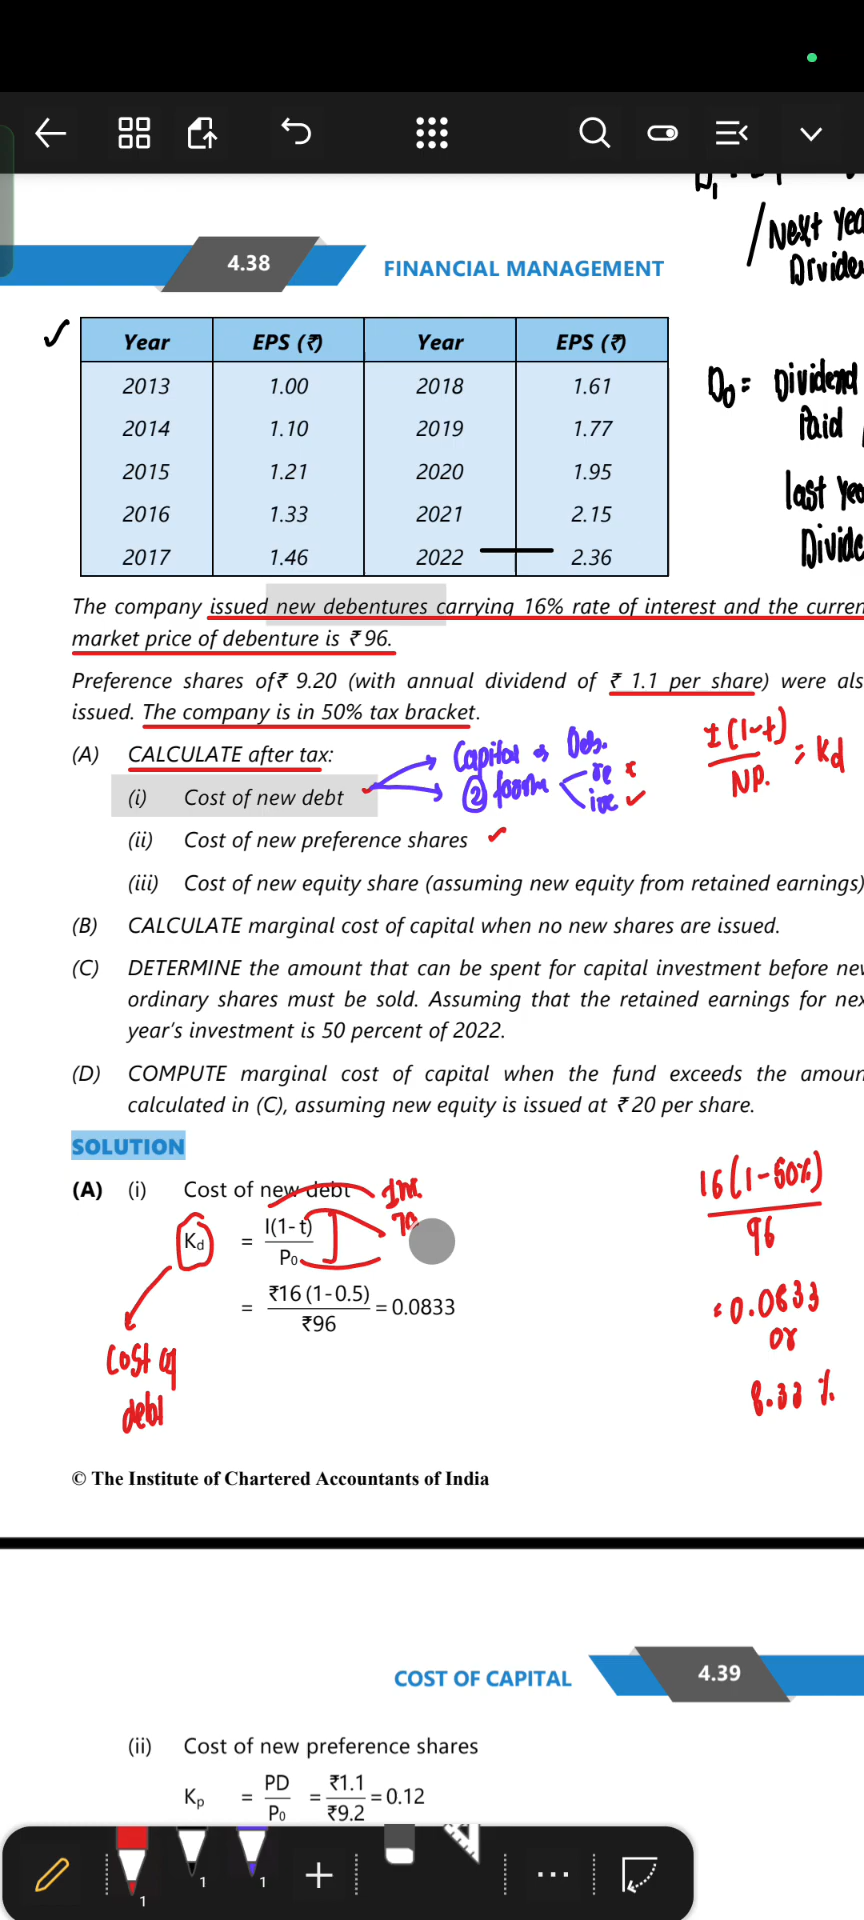 / Next Yea
Divide
4.38 FINANCIAL MANAGEMENT
Year EPS (₹) Year EPS (₹)
2013 1.00 2018 1.61
2014 1.10 2019 1.77
2015 1.21 2020 1.95
2016 1.33 2021 2.15
2017 1.46 2022 2.36
D₀ = Dividend
Paid /
last Yea
Divide
The company issued new debentures carrying 16% rate of interest and the curren
market price of debenture is ₹ 96.
Preference shares of₹ 9.20 (with annual dividend of ₹ 1.1 per share) were als
issued. The company is in 50% tax bracket.
(A) CALCULATE after tax:
(i) Cost of new debt
Capital of Deb.
② form
re x
ire ✓
I(1-t) / NP. = Kd
(ii) Cost of new preference shares
(iii) Cost of new equity share (assuming new equity from retained earnings)
(B) CALCULATE marginal cost of capital when no new shares are issued.
(C) DETERMINE the amount that can be spent for capital investment before nev
ordinary shares must be sold. Assuming that the retained earnings for nex
year's investment is 50 percent of 2022.
(D) COMPUTE marginal cost of capital when the fund exceeds the amoun
calculated in (C), assuming new equity is issued at ₹ 20 per share.
SOLUTION
(A) (i) Cost of new debt
Int.
Kd = I(1-t) / P₀
= ₹16 (1-0.5) / ₹96 = 0.0833
Cost of
debt
16(1-50%)
96
= 0.0833
or
8.33 %
© The Institute of Chartered Accountants of India
COST OF CAPITAL 4.39
(ii) Cost of new preference shares
Kp = PD / P₀ = ₹1.1 / ₹9.2 = 0.12
1 1 1